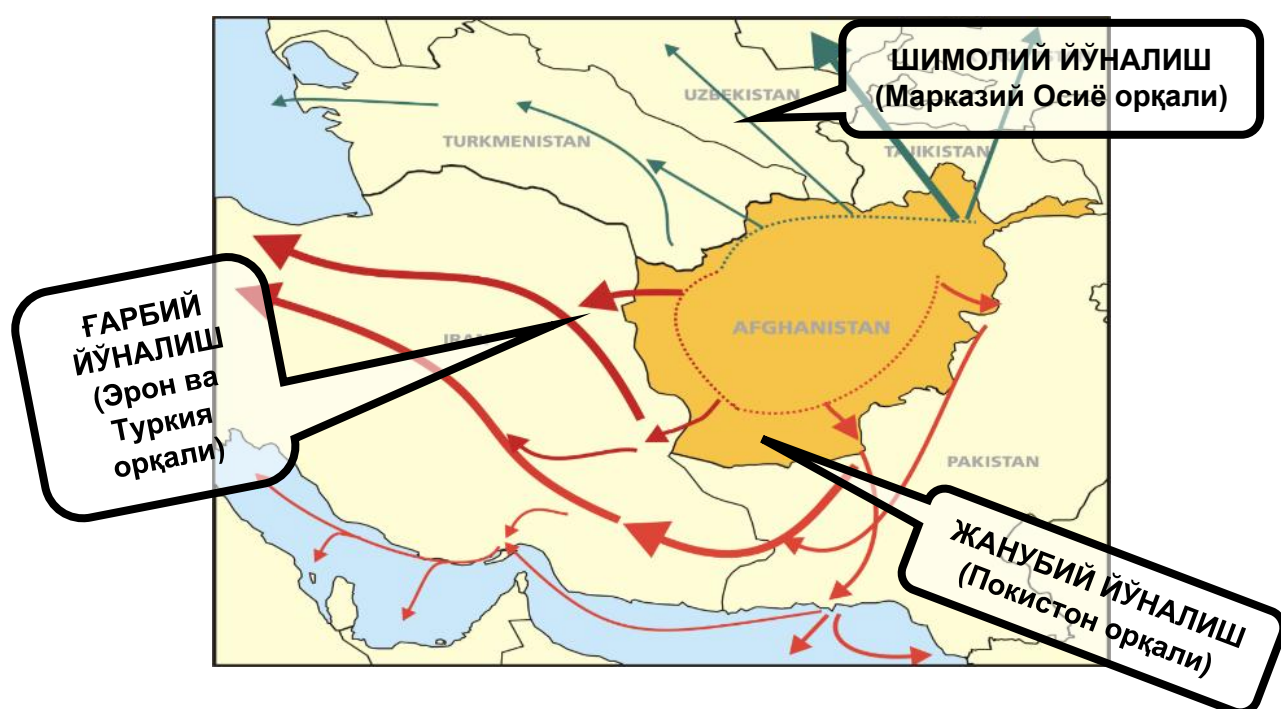 ШИМОЛИЙ ЙЎНАЛИШ
(Марказий Осиё орқали)
UZBEKISTAN
TURKMENISTAN
TAJIKISTAN
ҒАРБИЙ
ЙЎНАЛИШ
(Эрон ва
Туркия
орқали)
IRAN
AFGHANISTAN
PAKISTAN
ЖАНУБИЙ ЙЎНАЛИШ
(Покистон орқали)